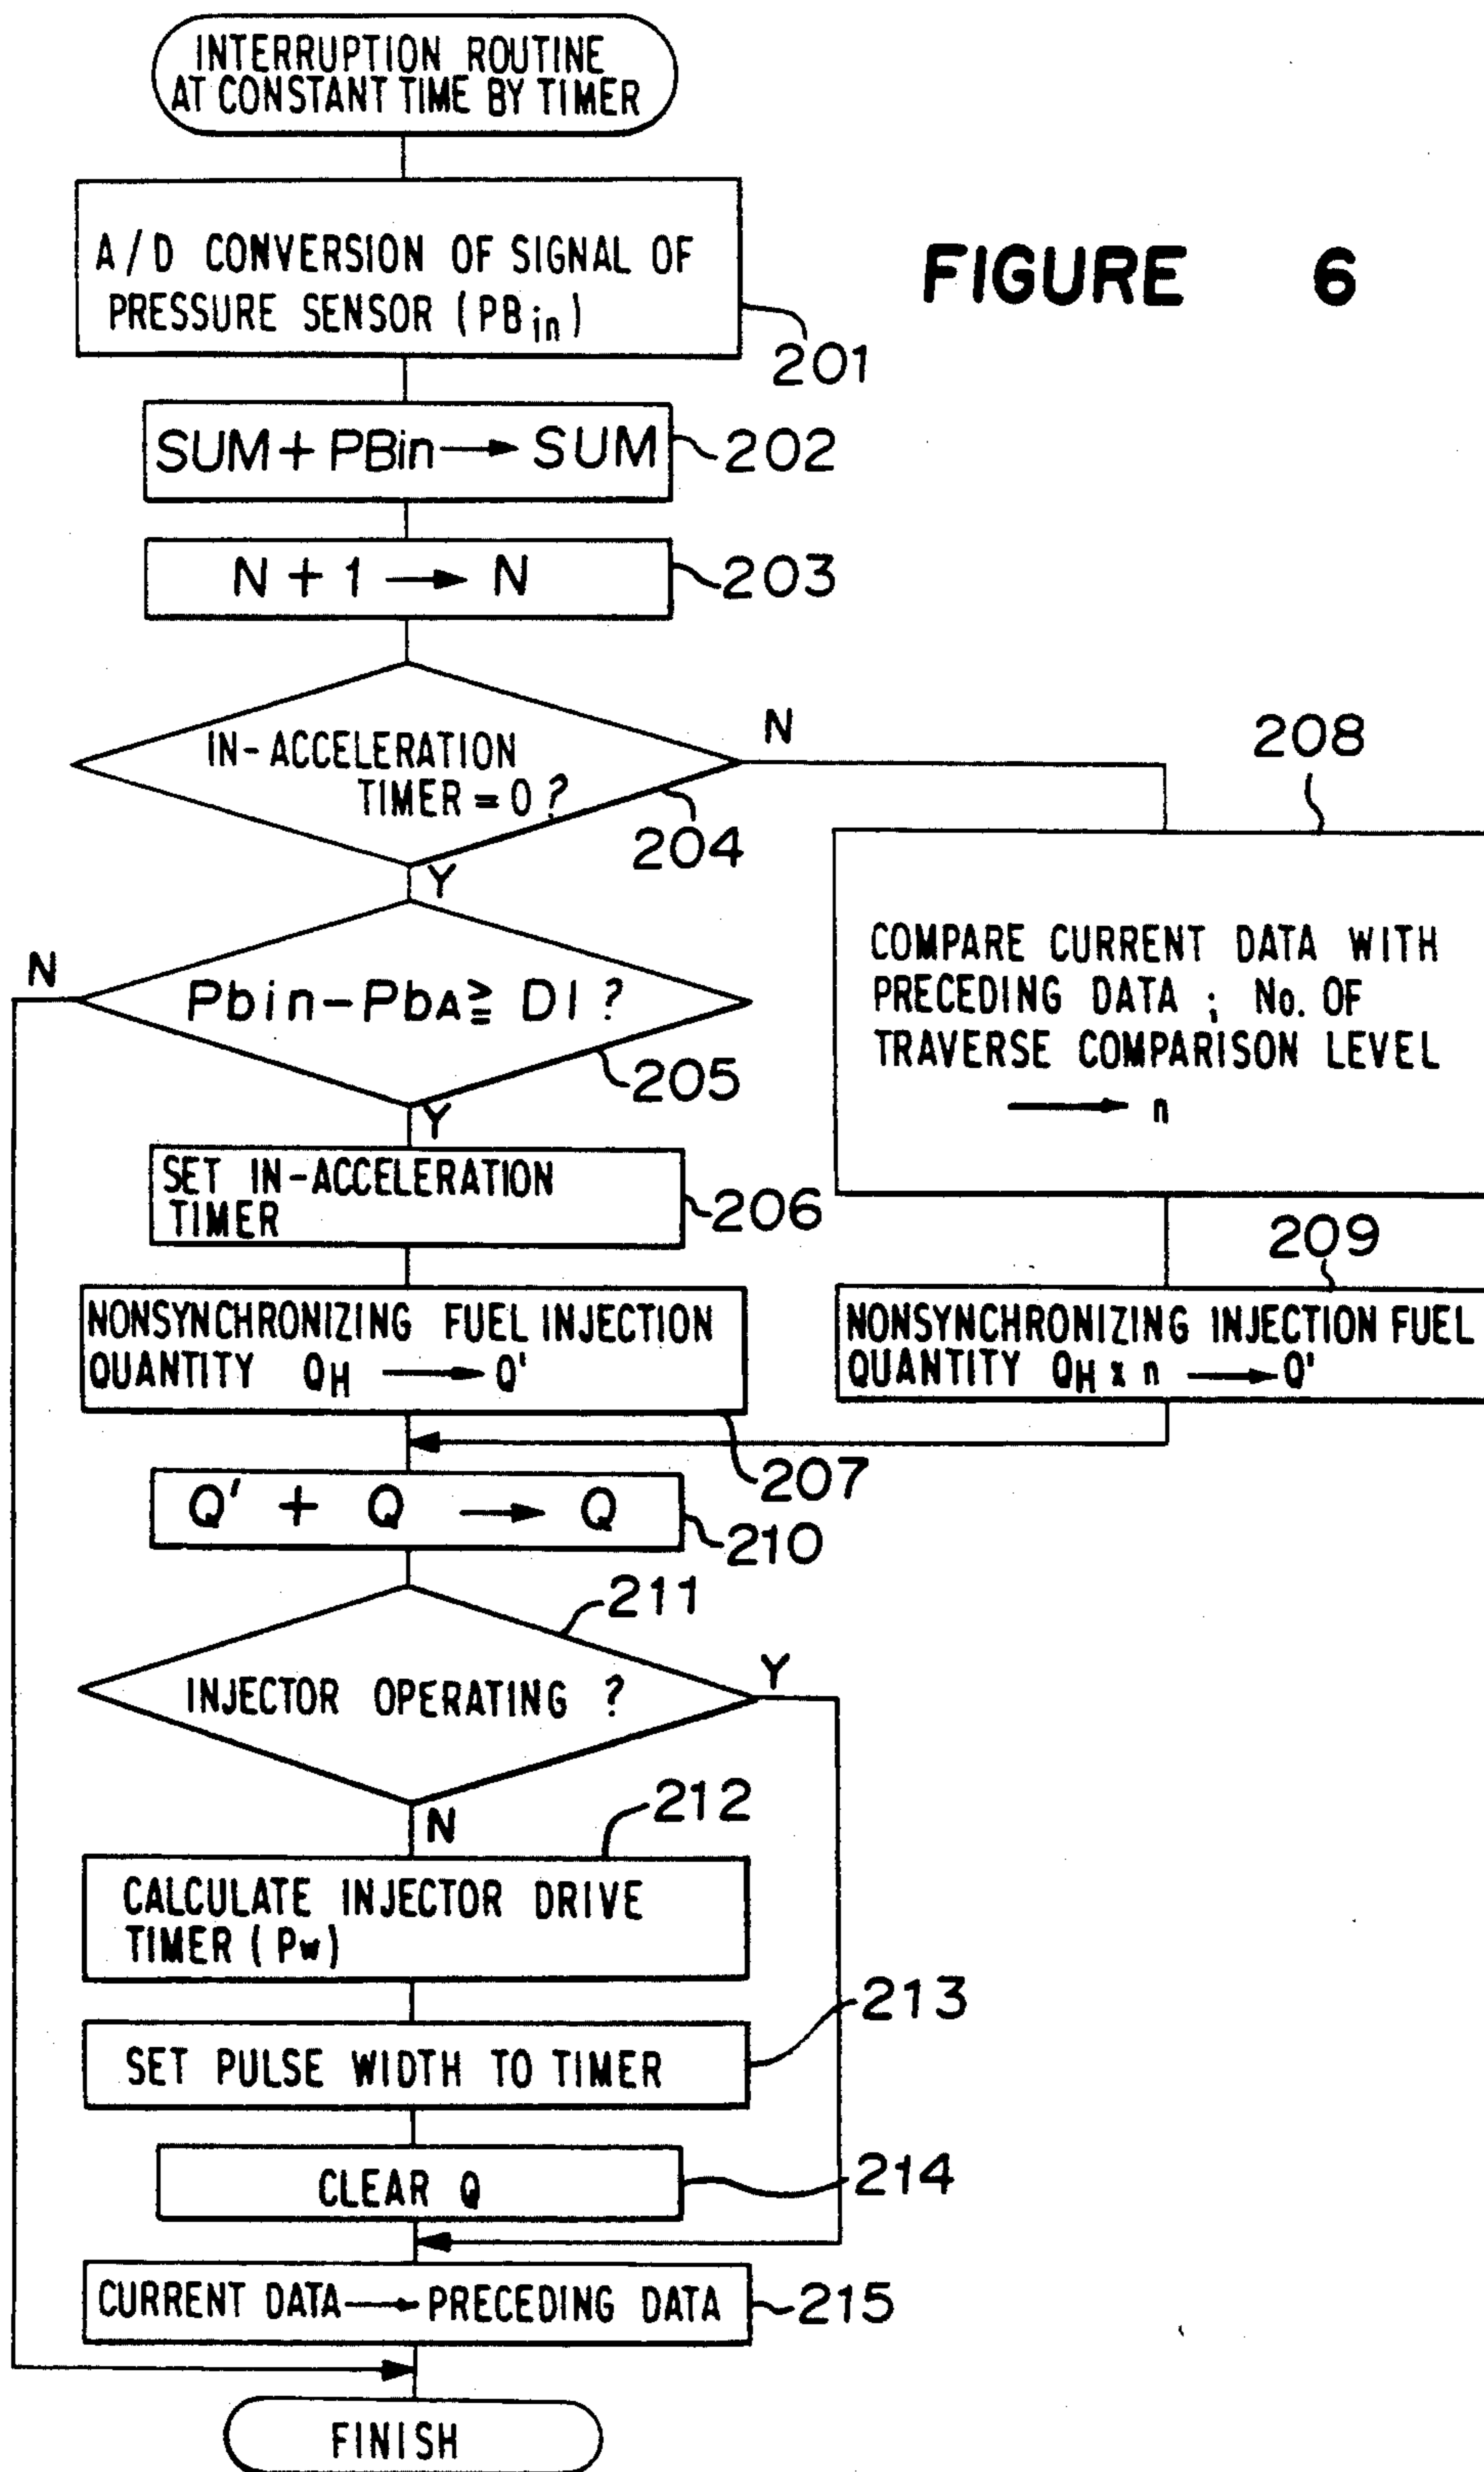 INTERRUPTION ROUTINE
AT CONSTANT TIME BY TIMER
FIGURE 6
A/D CONVERSION OF SIGNAL OF
PRESSURE SENSOR (PBin)
201
SUM + PBin → SUM
202
N + 1 → N
203
IN-ACCELERATION
TIMER = 0 ?
204
N
Y
208
COMPARE CURRENT DATA WITH
PRECEDING DATA ; No. OF
TRAVERSE COMPARISON LEVEL
→ n
N
Pbin-PbA ≧ DI ?
205
Y
SET IN-ACCELERATION
TIMER
206
209
NONSYNCHRONIZING FUEL INJECTION
QUANTITY QH → Q'
207
NONSYNCHRONIZING INJECTION FUEL
QUANTITY QH x n → Q'
Q' + Q → Q
210
211
INJECTOR OPERATING ?
Y
N
212
CALCULATE INJECTOR DRIVE
TIMER (Pw)
213
SET PULSE WIDTH TO TIMER
CLEAR Q
214
CURRENT DATA → PRECEDING DATA
215
FINISH